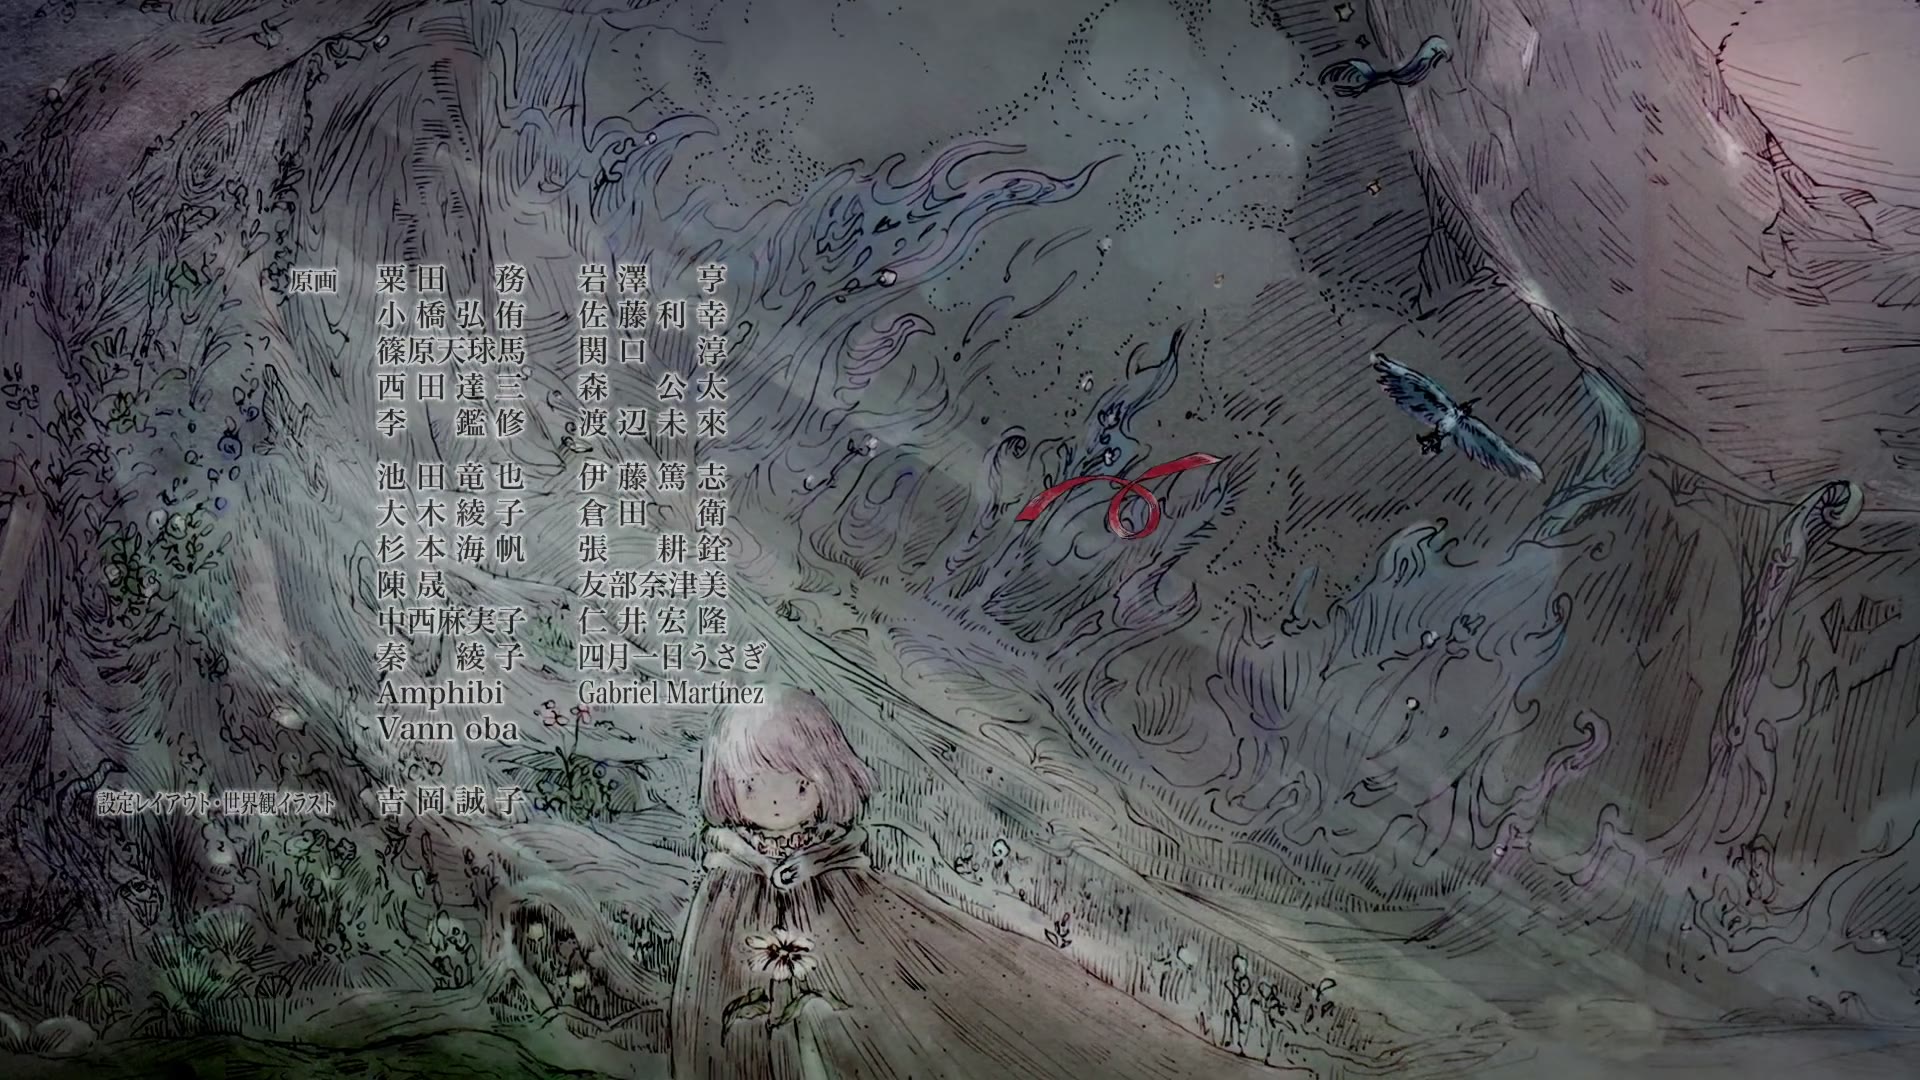 原画 粟田 務 岩澤 亨
小橋弘侑 佐藤利幸
篠原天球馬 関口 淳
西田達三 森 公太
李 鑑修 渡辺未來
池田竜也 伊藤篤志
大木綾子 倉田 衛
杉本海帆 張 耕銓
陳晟 友部奈津美
中西麻実子 仁井宏隆
秦 綾子 四月一日うさぎ
Amphibi Gabriel Martínez
Vann oba
設定レイアウト・世界観イラスト 吉岡誠子